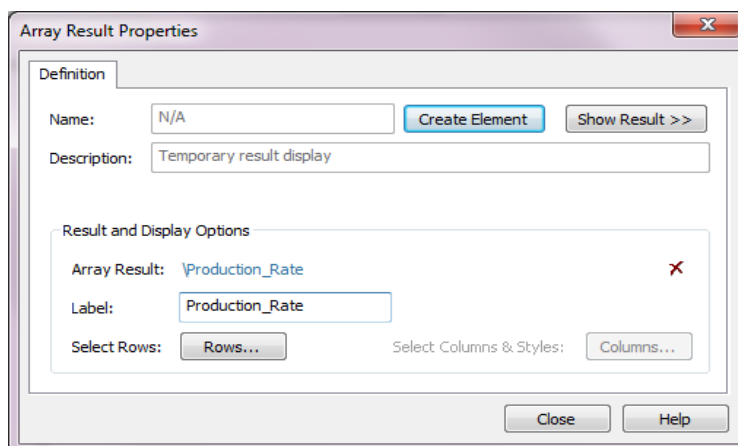 Array Result Properties
Definition
Name: N/A Create Element Show Result >>
Description: Temporary result display
Result and Display Options
Array Result: \Production_Rate
Label: Production_Rate
Select Rows: Rows... Select Columns & Styles: Columns...
Close Help